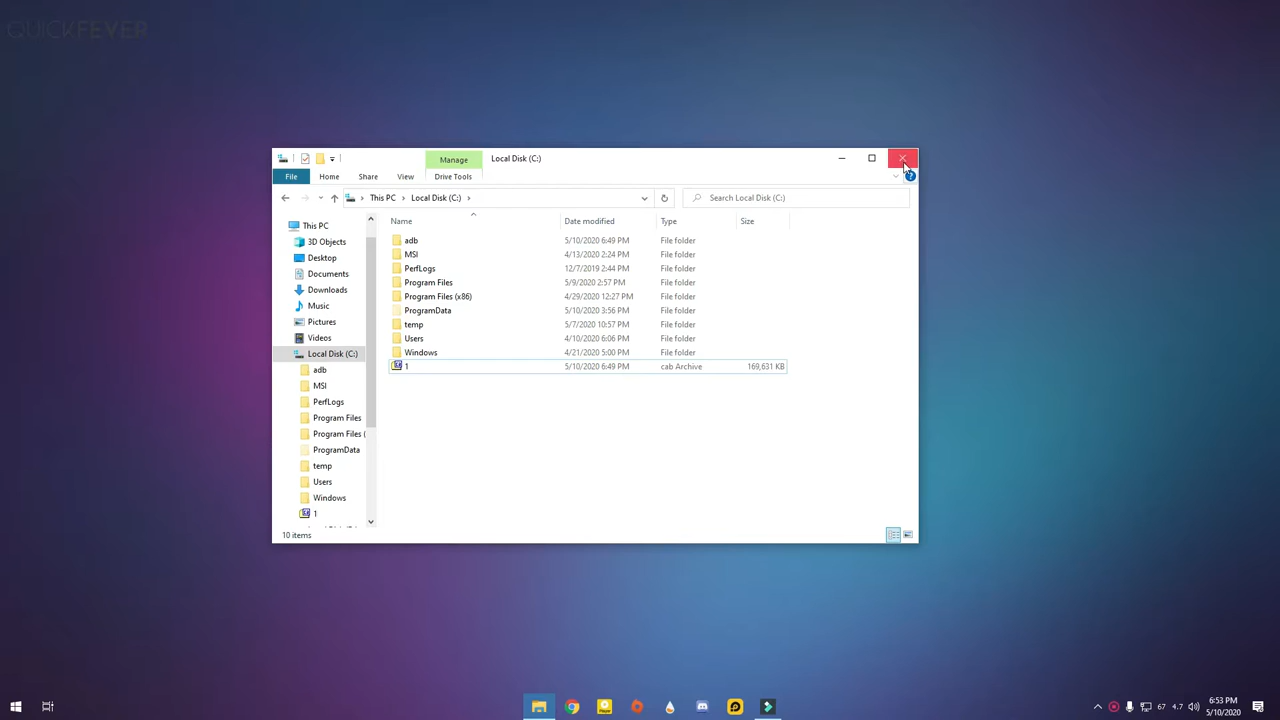 QUICKFEVER
Manage Local Disk (C:)
File Home Share View Drive Tools
This PC Local Disk (C:) Search Local Disk (C:)
Name Date modified Type Size
This PC
3D Objects
Desktop
Documents
Downloads
Music
Pictures
Videos
Local Disk (C:)
adb
MSI
PerfLogs
Program Files
Program Files (
ProgramData
temp
Users
Windows
1
adb 5/10/2020 6:49 PM File folder
MSI 4/13/2020 2:24 PM File folder
PerfLogs 12/7/2019 2:44 PM File folder
Program Files 5/9/2020 2:57 PM File folder
Program Files (x86) 4/29/2020 12:27 PM File folder
ProgramData 5/10/2020 3:56 PM File folder
temp 5/7/2020 10:57 PM File folder
Users 4/10/2020 6:06 PM File folder
Windows 4/21/2020 5:00 PM File folder
1 5/10/2020 6:49 PM cab Archive 169,631 KB
10 items
67 4.7 6:53 PM
5/10/2020